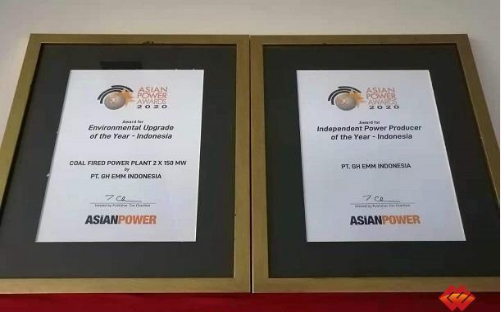 ASIAN
POWER
AWARDS
2020
Award for
Environmental Upgrade
of the Year - Indonesia
COAL FIRED POWER PLANT 2 X 150 MW
by
PT. GH EMM INDONESIA
ASIANPOWER
ASIAN
POWER
AWARDS
2020
Award for
Independent Power Producer
of the Year - Indonesia
PT. GH EMM INDONESIA
ASIANPOWER